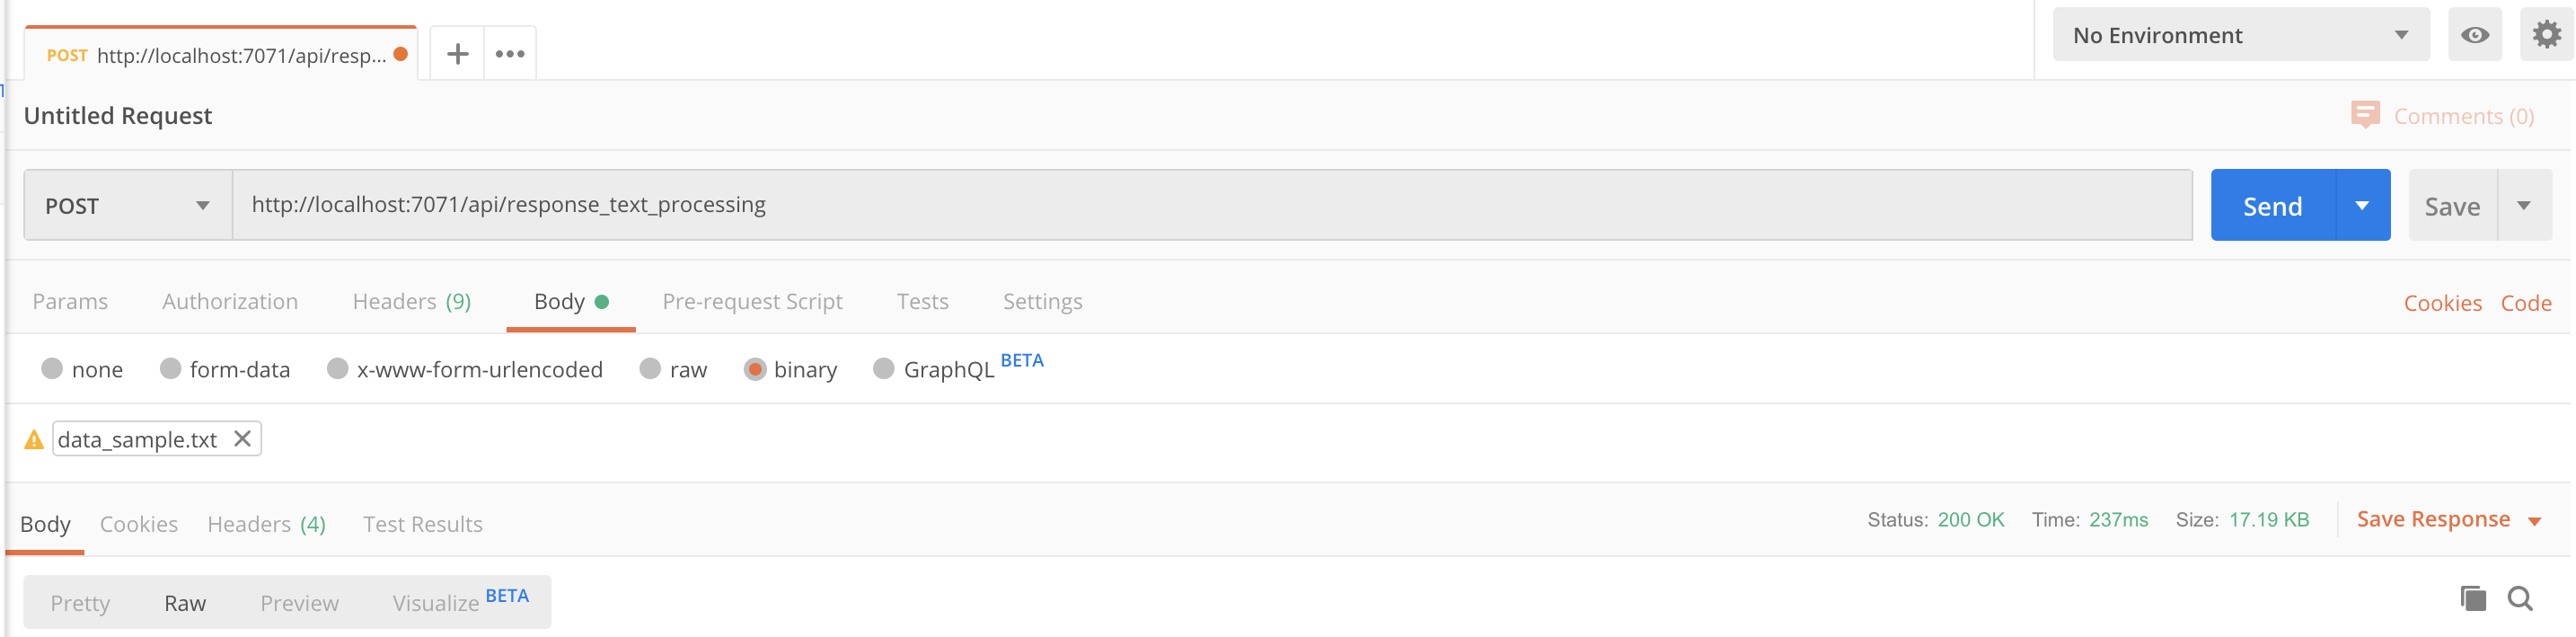 POST http://localhost:7071/api/resp... No Environment
Untitled Request Comments (0)
POST http://localhost:7071/api/response_text_processing Send Save
Params Authorization Headers (9) Body Pre-request Script Tests Settings Cookies Code
none form-data x-www-form-urlencoded raw binary GraphQL BETA
data_sample.txt
Body Cookies Headers (4) Test Results Status: 200 OK Time: 237ms Size: 17.19 KB Save Response
Pretty Raw Preview Visualize BETA